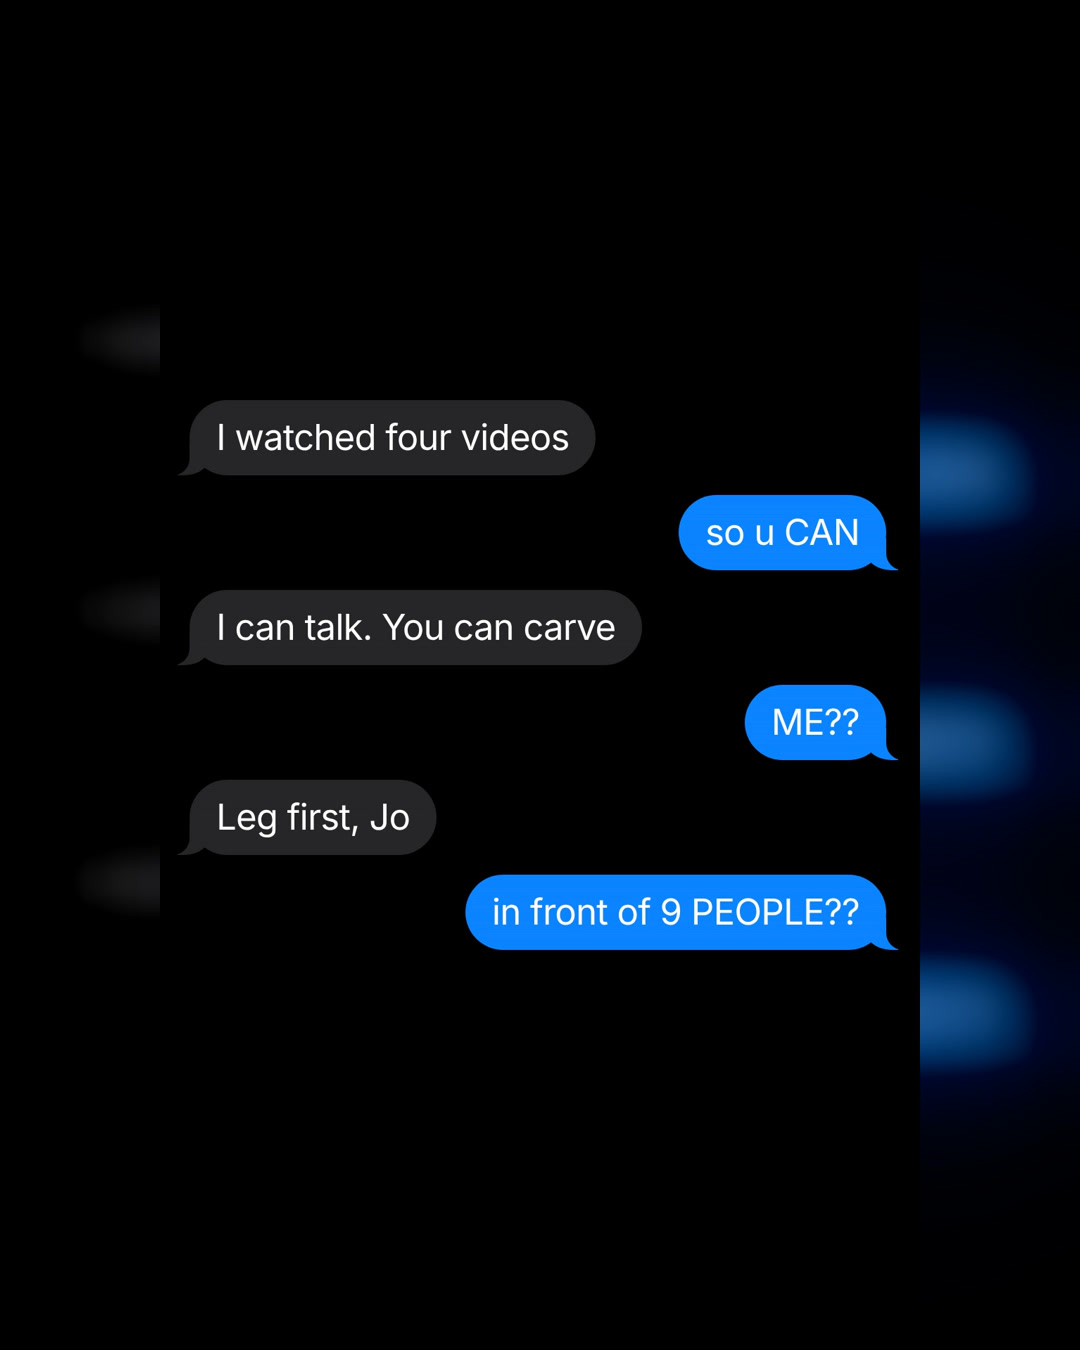 I watched four videos
so u CAN
I can talk. You can carve
ME??
Leg first, Jo
in front of 9 PEOPLE??